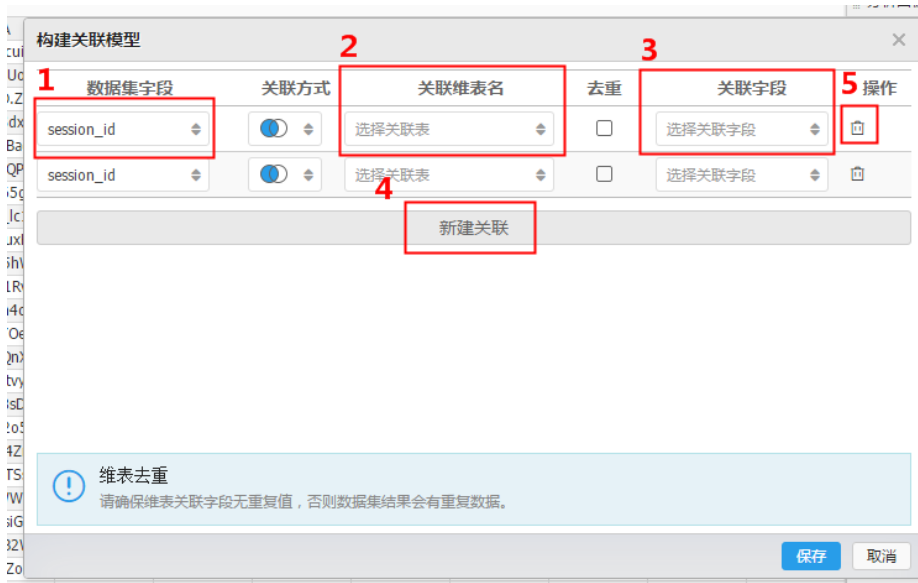 构建关联模型
1
2
3
5
数据集字段 关联方式 关联维表名 去重 关联字段 操作
session_id 选择关联表 选择关联字段
session_id 选择关联表 选择关联字段
4
新建关联
维表去重
请确保维表关联字段无重复值，否则数据集结果会有重复数据。
保存 取消